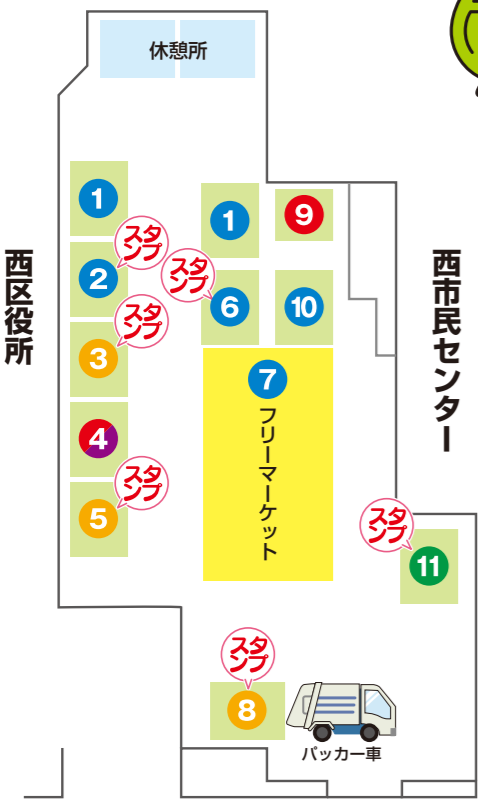 休憩所
1
1
9
スタンプ
2
スタンプ
6
10
スタンプ
3
7
フリーマーケット
4
スタンプ
5
スタンプ
11
スタンプ
8
パッカー車
西区役所
西市民センター